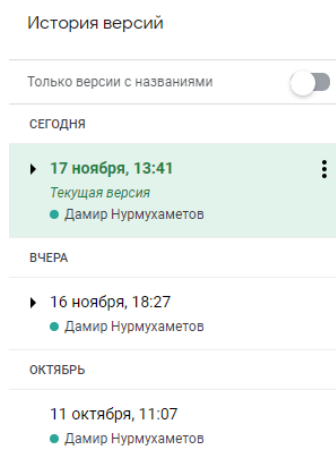 История версий
Только версии с названиями
СЕГОДНЯ
17 ноября, 13:41
Текущая версия
Дамир Нурмухаметов
ВЧЕРА
16 ноября, 18:27
Дамир Нурмухаметов
ОКТЯБРЬ
11 октября, 11:07
Дамир Нурмухаметов